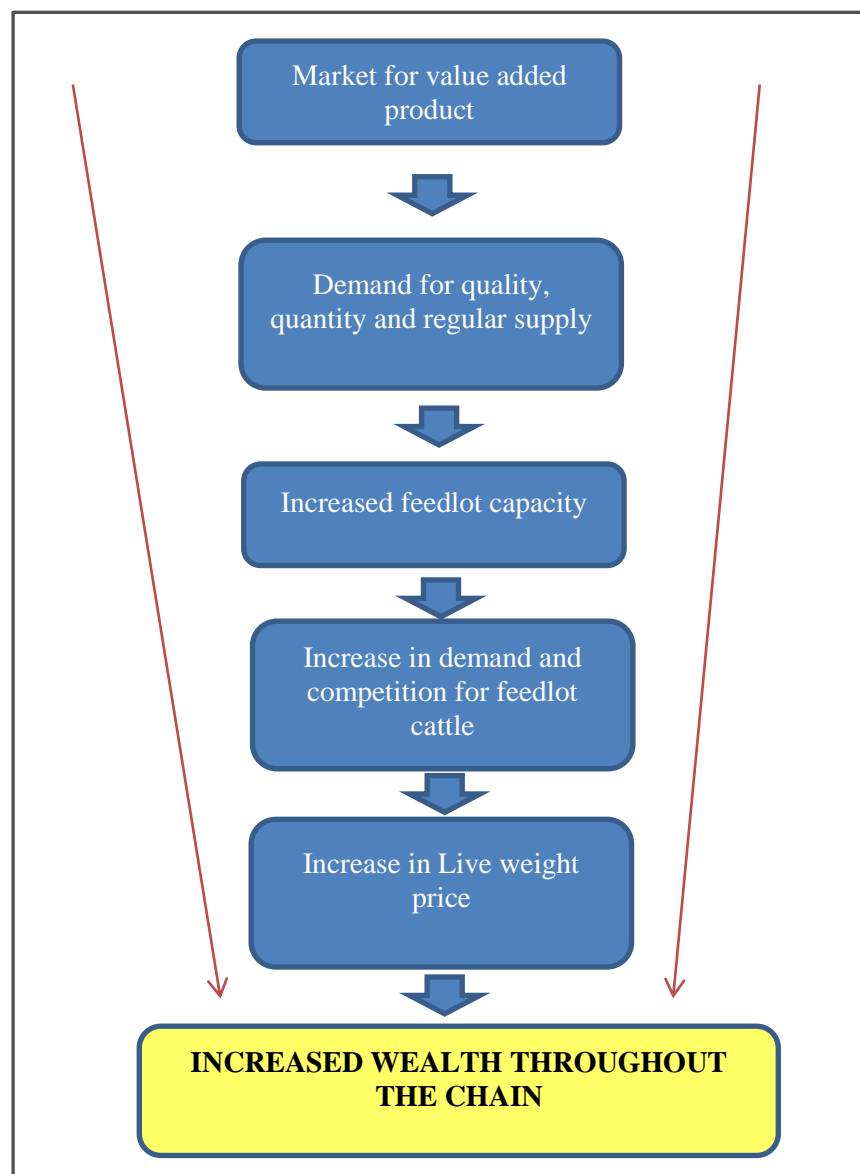 Market for value added
product
Demand for quality,
quantity and regular supply
Increased feedlot capacity
Increase in demand and
competition for feedlot
cattle
Increase in Live weight
price
INCREASED WEALTH THROUGHOUT
THE CHAIN